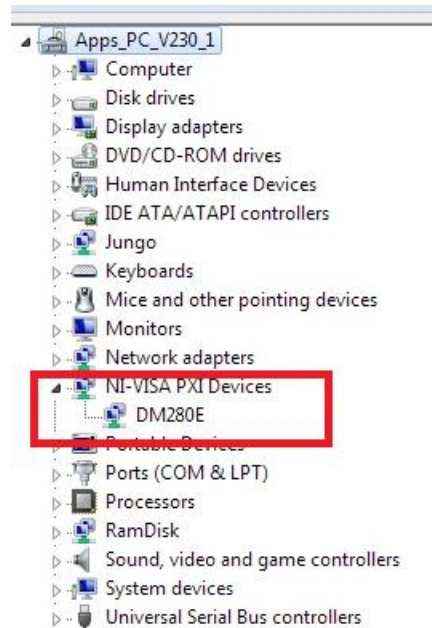 Apps_PC_V230_1
Computer
Disk drives
Display adapters
DVD/CD-ROM drives
Human Interface Devices
IDE ATA/ATAPI controllers
Jungo
Keyboards
Mice and other pointing devices
Monitors
Network adapters
NI-VISA PXI Devices
DM280E
Portable Devices
Ports (COM & LPT)
Processors
RamDisk
Sound, video and game controllers
System devices
Universal Serial Bus controllers